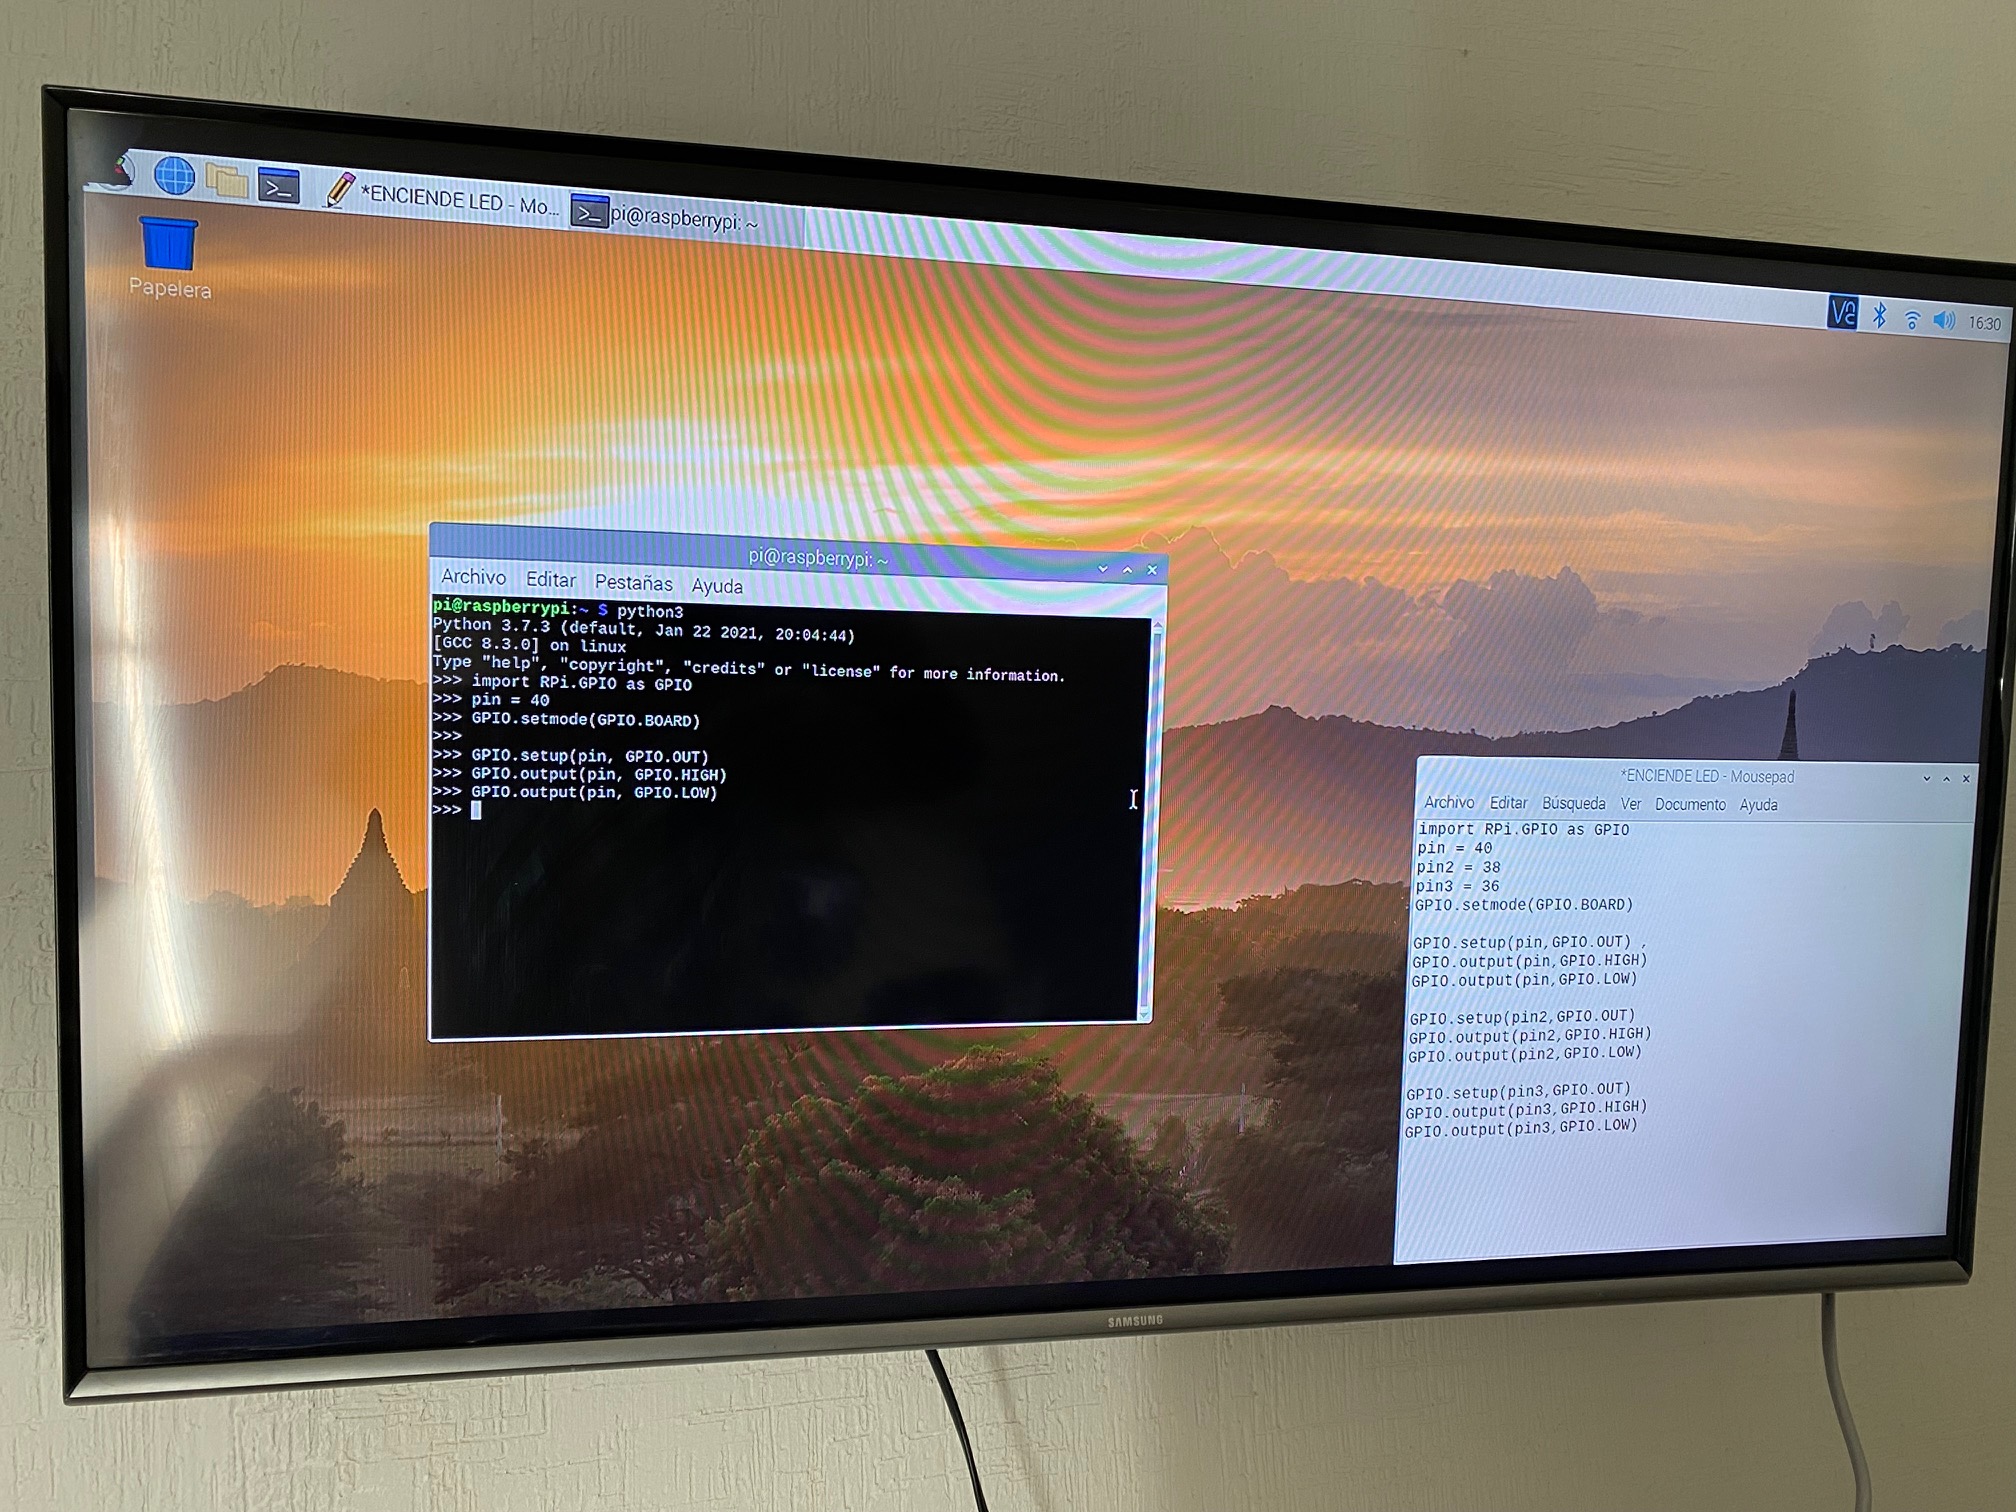 *ENCIENDE LED - Mo...
pi@raspberrypi: ~
Papelera
VNC
16:30
pi@raspberrypi: ~
Archivo Editar Pestañas Ayuda
pi@raspberrypi:~ $ python3
Python 3.7.3 (default, Jan 22 2021, 20:04:44)
[GCC 8.3.0] on linux
Type "help", "copyright", "credits" or "license" for more information.
>>> import RPi.GPIO as GPIO
>>> pin = 40
>>> GPIO.setmode(GPIO.BOARD)
>>>
>>> GPIO.setup(pin, GPIO.OUT)
>>> GPIO.output(pin, GPIO.HIGH)
>>> GPIO.output(pin, GPIO.LOW)
>>>
*ENCIENDE LED - Mousepad
Archivo Editar Búsqueda Ver Documento Ayuda
import RPi.GPIO as GPIO
pin = 40
pin2 = 38
pin3 = 36
GPIO.setmode(GPIO.BOARD)
GPIO.setup(pin,GPIO.OUT) ,
GPIO.output(pin,GPIO.HIGH)
GPIO.output(pin,GPIO.LOW)
GPIO.setup(pin2,GPIO.OUT)
GPIO.output(pin2,GPIO.HIGH)
GPIO.output(pin2,GPIO.LOW)
GPIO.setup(pin3,GPIO.OUT)
GPIO.output(pin3,GPIO.HIGH)
GPIO.output(pin3,GPIO.LOW)
SAMSUNG